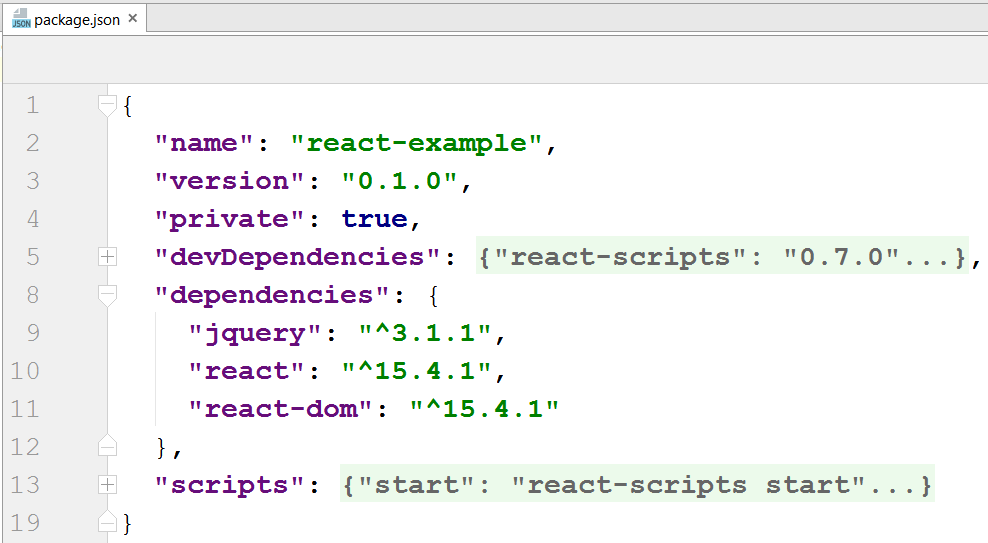 JSON package.json ×
1 {
2 "name": "react-example",
3 "version": "0.1.0",
4 "private": true,
5 "devDependencies": {"react-scripts": "0.7.0"...},
8 "dependencies": {
9 "jquery": "^3.1.1",
10 "react": "^15.4.1",
11 "react-dom": "^15.4.1"
12 },
13 "scripts": {"start": "react-scripts start"...}
19 }